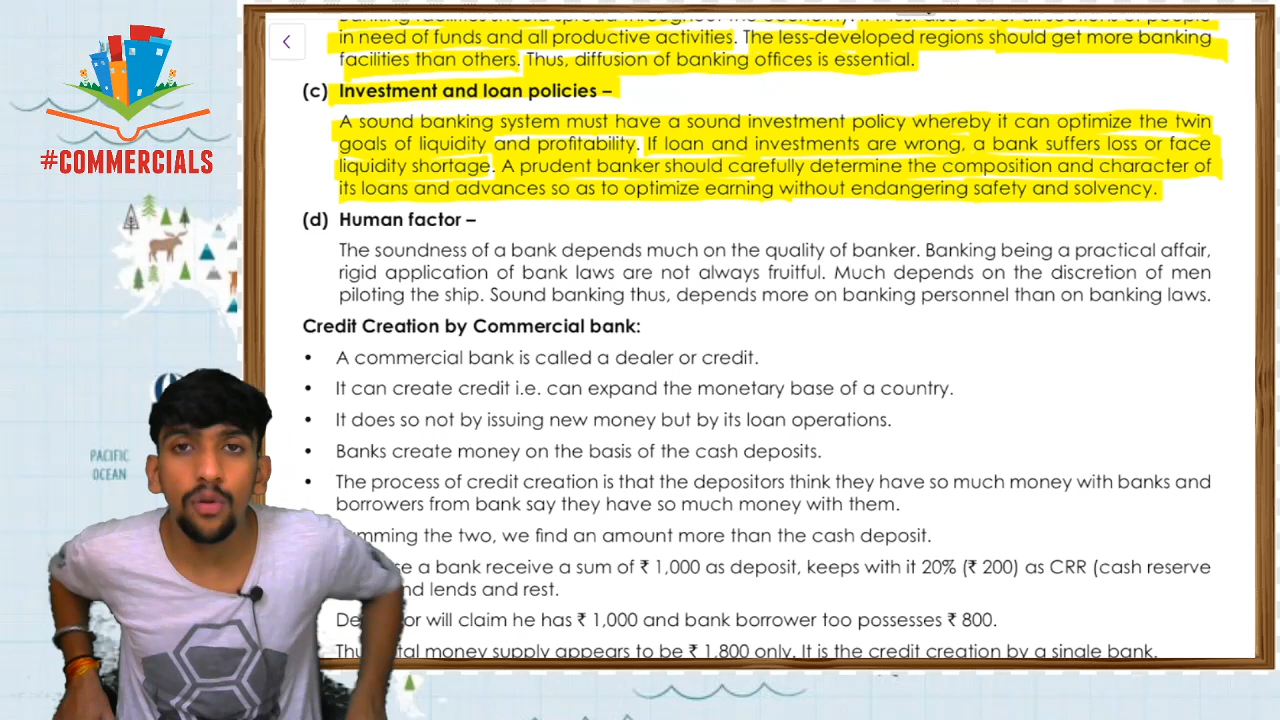 in need of funds and all productive activities. The less-developed regions should get more banking
facilities than others. Thus, diffusion of banking offices is essential.
(c) Investment and loan policies –
A sound banking system must have a sound investment policy whereby it can optimize the twin
goals of liquidity and profitability. If loan and investments are wrong, a bank suffers loss or face
liquidity shortage. A prudent banker should carefully determine the composition and character of
its loans and advances so as to optimize earning without endangering safety and solvency.
(d) Human factor –
The soundness of a bank depends much on the quality of banker. Banking being a practical affair,
rigid application of bank laws are not always fruitful. Much depends on the discretion of men
piloting the ship. Sound banking thus, depends more on banking personnel than on banking laws.
Credit Creation by Commercial bank:
• A commercial bank is called a dealer or credit.
• It can create credit i.e. can expand the monetary base of a country.
• It does so not by issuing new money but by its loan operations.
• Banks create money on the basis of the cash deposits.
• The process of credit creation is that the depositors think they have so much money with banks and
borrowers from bank say they have so much money with them.
the two, we find an amount more than the cash deposit.
a bank receive a sum of ₹ 1,000 as deposit, keeps with it 20% (₹ 200) as CRR (cash reserve
lends and rest.
will claim he has ₹ 1,000 and bank borrower too possesses ₹ 800.
money supply appears to be ₹ 1,800 only. It is the credit creation by a single bank.
#COMMERCIALS
PACIFIC
OCEAN